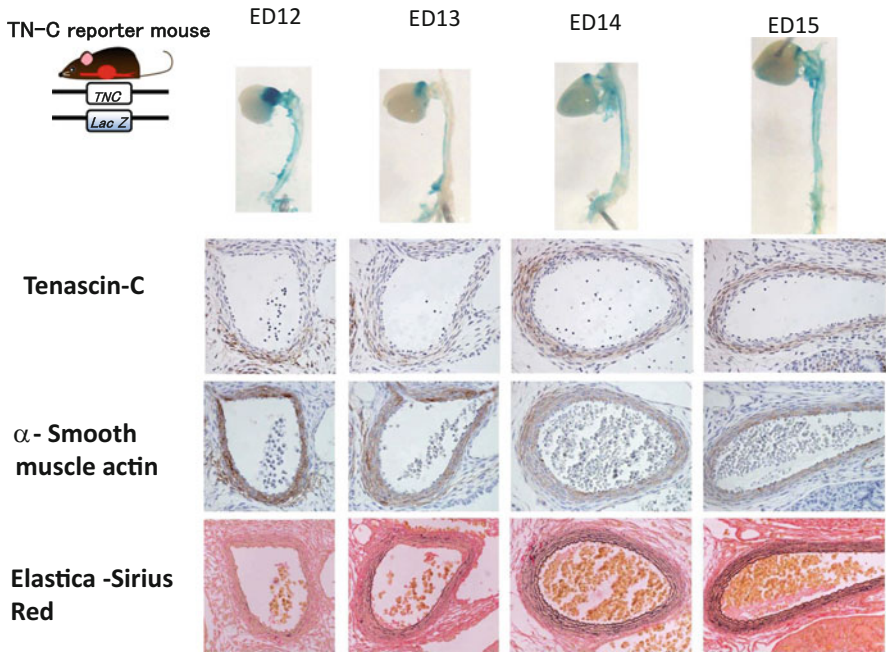 TN-C reporter mouse
TNC
Lac Z
ED12
ED13
ED14
ED15
Tenascin-C
α- Smooth
muscle actin
Elastica -Sirius
Red